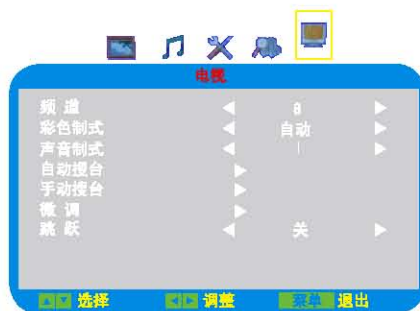 电视
频道 8
彩色制式 自动
声音制式 I
自动搜台
手动搜台
微调
跳跃 关
选择 调整 菜单 退出